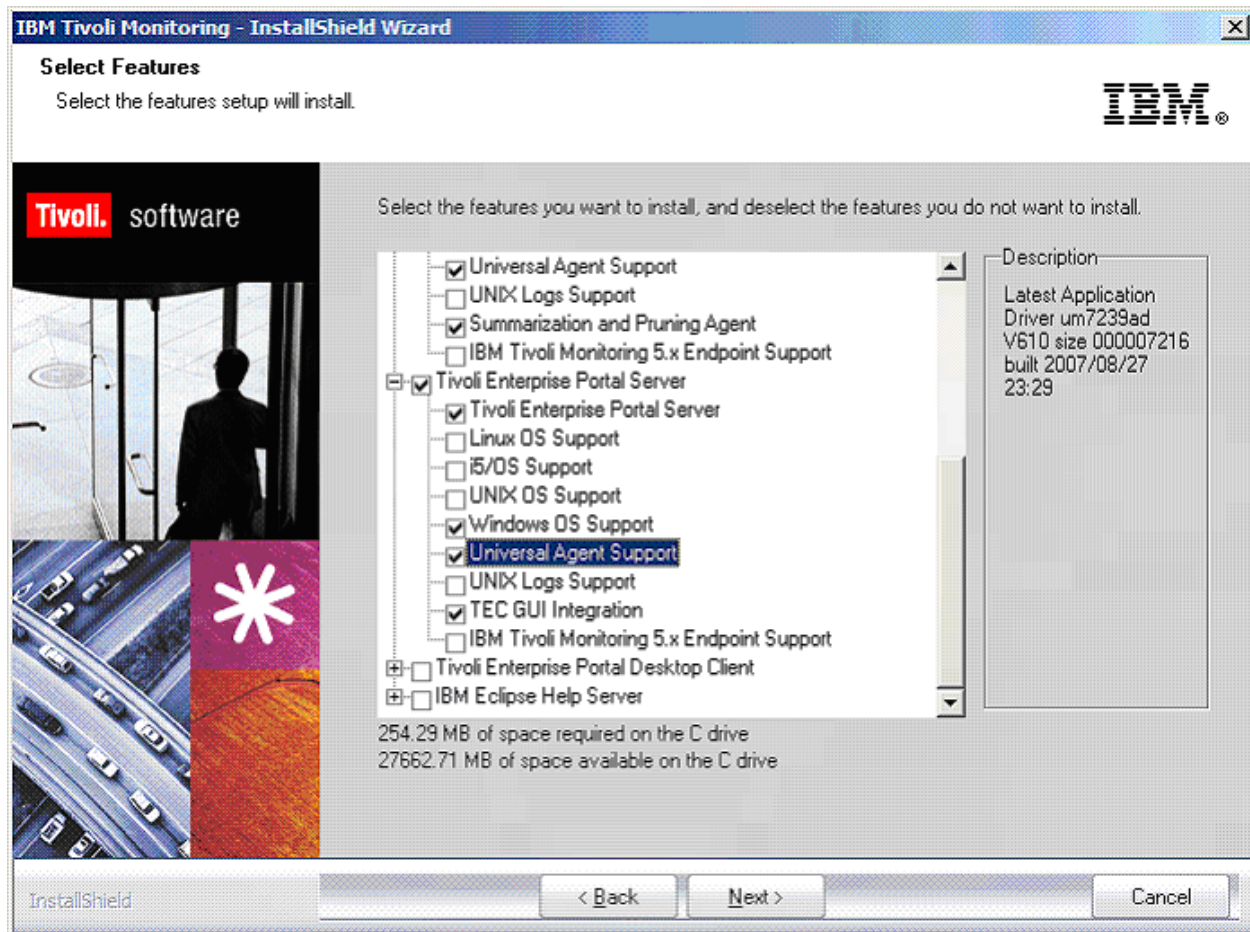 IBM Tivoli Monitoring - InstallShield Wizard
Select Features
Select the features setup will install.
IBM®
Tivoli. software
Select the features you want to install, and deselect the features you do not want to install.
Universal Agent Support
UNIX Logs Support
Summarization and Pruning Agent
IBM Tivoli Monitoring 5.x Endpoint Support
Tivoli Enterprise Portal Server
Tivoli Enterprise Portal Server
Linux OS Support
i5/OS Support
UNIX OS Support
Windows OS Support
Universal Agent Support
UNIX Logs Support
TEC GUI Integration
IBM Tivoli Monitoring 5.x Endpoint Support
Tivoli Enterprise Portal Desktop Client
IBM Eclipse Help Server
Description
Latest Application
Driver um7239ad
V610 size 000007216
built 2007/08/27
23:29
254.29 MB of space required on the C drive
27662.71 MB of space available on the C drive
InstallShield
< Back
Next >
Cancel